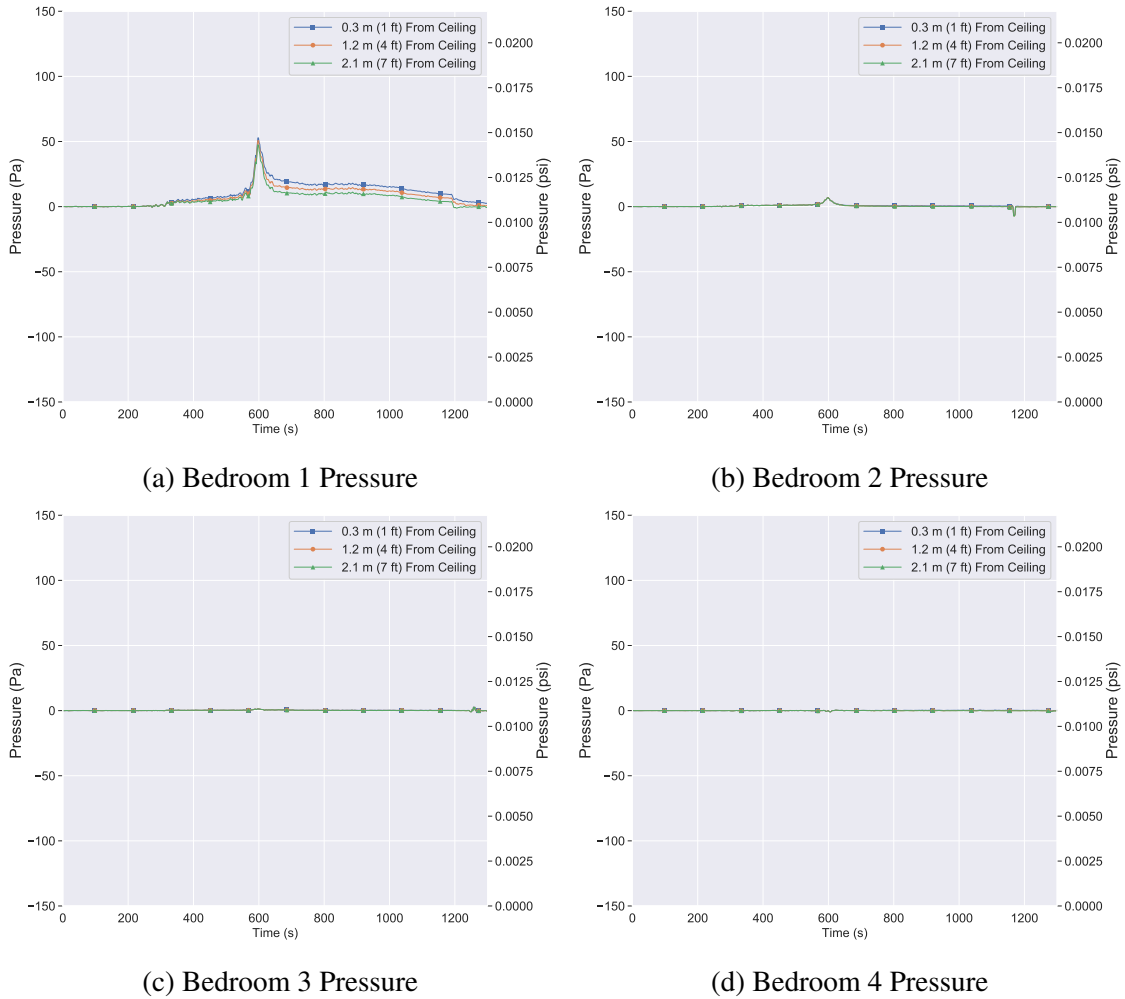 0.3 m (1 ft) From Ceiling
1.2 m (4 ft) From Ceiling
2.1 m (7 ft) From Ceiling
150
100
50
0
−50
−100
−150
Pressure (Pa)
0.0200
0.0175
0.0150
0.0125
0.0100
0.0075
0.0050
0.0025
0.0000
Pressure (psi)
0 200 400 600 800 1000 1200
Time (s)
(a) Bedroom 1 Pressure
0.3 m (1 ft) From Ceiling
1.2 m (4 ft) From Ceiling
2.1 m (7 ft) From Ceiling
150
100
50
0
−50
−100
−150
Pressure (Pa)
0.0200
0.0175
0.0150
0.0125
0.0100
0.0075
0.0050
0.0025
0.0000
Pressure (psi)
0 200 400 600 800 1000 1200
Time (s)
(b) Bedroom 2 Pressure
0.3 m (1 ft) From Ceiling
1.2 m (4 ft) From Ceiling
2.1 m (7 ft) From Ceiling
150
100
50
0
−50
−100
−150
Pressure (Pa)
0.0200
0.0175
0.0150
0.0125
0.0100
0.0075
0.0050
0.0025
0.0000
Pressure (psi)
0 200 400 600 800 1000 1200
Time (s)
(c) Bedroom 3 Pressure
0.3 m (1 ft) From Ceiling
1.2 m (4 ft) From Ceiling
2.1 m (7 ft) From Ceiling
150
100
50
0
−50
−100
−150
Pressure (Pa)
0.0200
0.0175
0.0150
0.0125
0.0100
0.0075
0.0050
0.0025
0.0000
Pressure (psi)
0 200 400 600 800 1000 1200
Time (s)
(d) Bedroom 4 Pressure